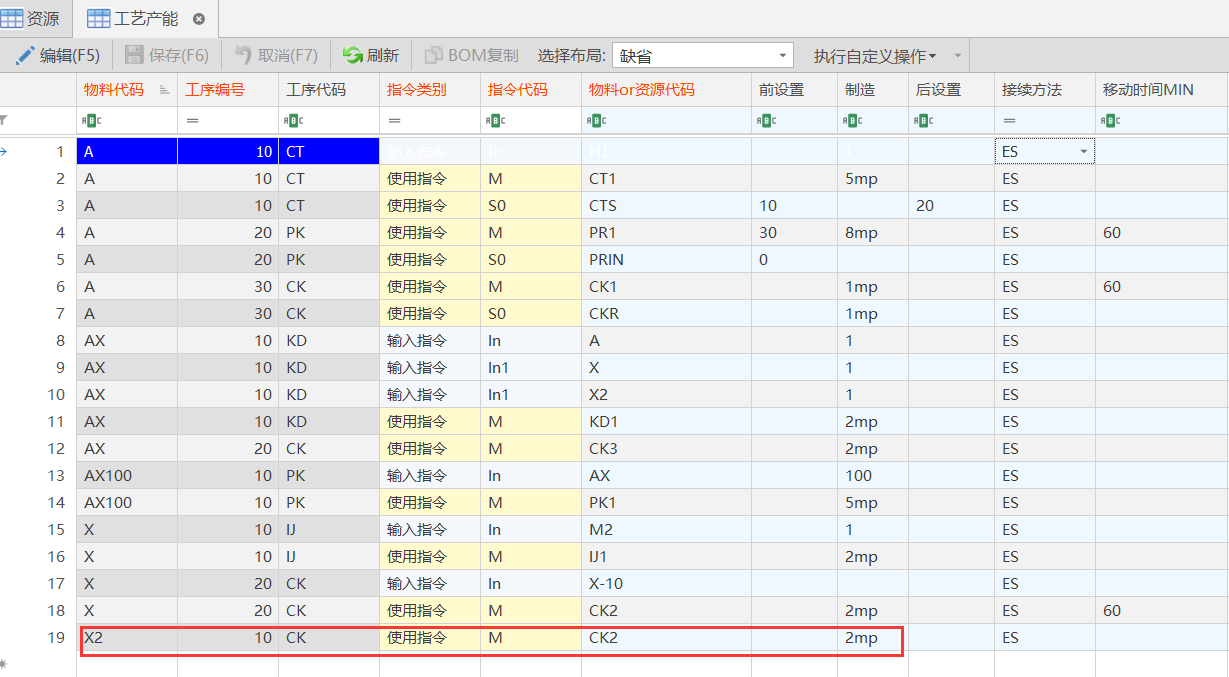 资源 工艺产能
编辑(F5) 保存(F6) 取消(F7) 刷新 BOM复制 选择布局: 缺省 执行自定义操作
物料代码 工序编号 工序代码 指令类别 指令代码 物料or资源代码 前设置 制造 后设置 接续方法 移动时间MIN
ABC = ABC = ABC ABC ABC ABC ABC = ABC
1 A 10 CT 输入指令 In M1 1 ES
2 A 10 CT 使用指令 M CT1 5mp ES
3 A 10 CT 使用指令 S0 CTS 10 20 ES
4 A 20 PK 使用指令 M PR1 30 8mp ES 60
5 A 20 PK 使用指令 S0 PRIN 0 ES
6 A 30 CK 使用指令 M CK1 1mp ES 60
7 A 30 CK 使用指令 S0 CKR 1mp ES
8 AX 10 KD 输入指令 In A 1 ES
9 AX 10 KD 输入指令 In1 X 1 ES
10 AX 10 KD 输入指令 In1 X2 1 ES
11 AX 10 KD 使用指令 M KD1 2mp ES
12 AX 20 CK 使用指令 M CK3 2mp ES
13 AX100 10 PK 输入指令 In AX 100 ES
14 AX100 10 PK 使用指令 M PK1 5mp ES
15 X 10 IJ 输入指令 In M2 1 ES
16 X 10 IJ 使用指令 M IJ1 2mp ES
17 X 20 CK 输入指令 In X-10 ES
18 X 20 CK 使用指令 M CK2 2mp ES 60
19 X2 10 CK 使用指令 M CK2 2mp ES